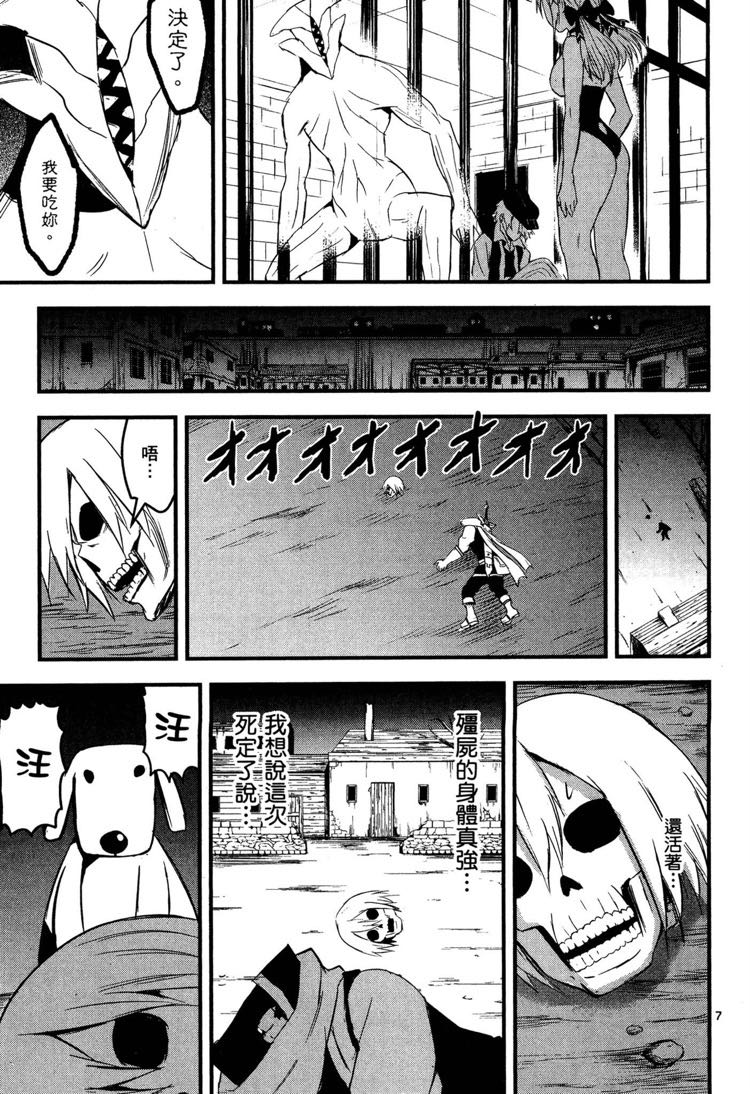 決定了。
我要吃妳。
オオオオオオオオ
唔…
還活著…
殭屍的身體真強…
我想說這次
死定了說…
汪
汪
7